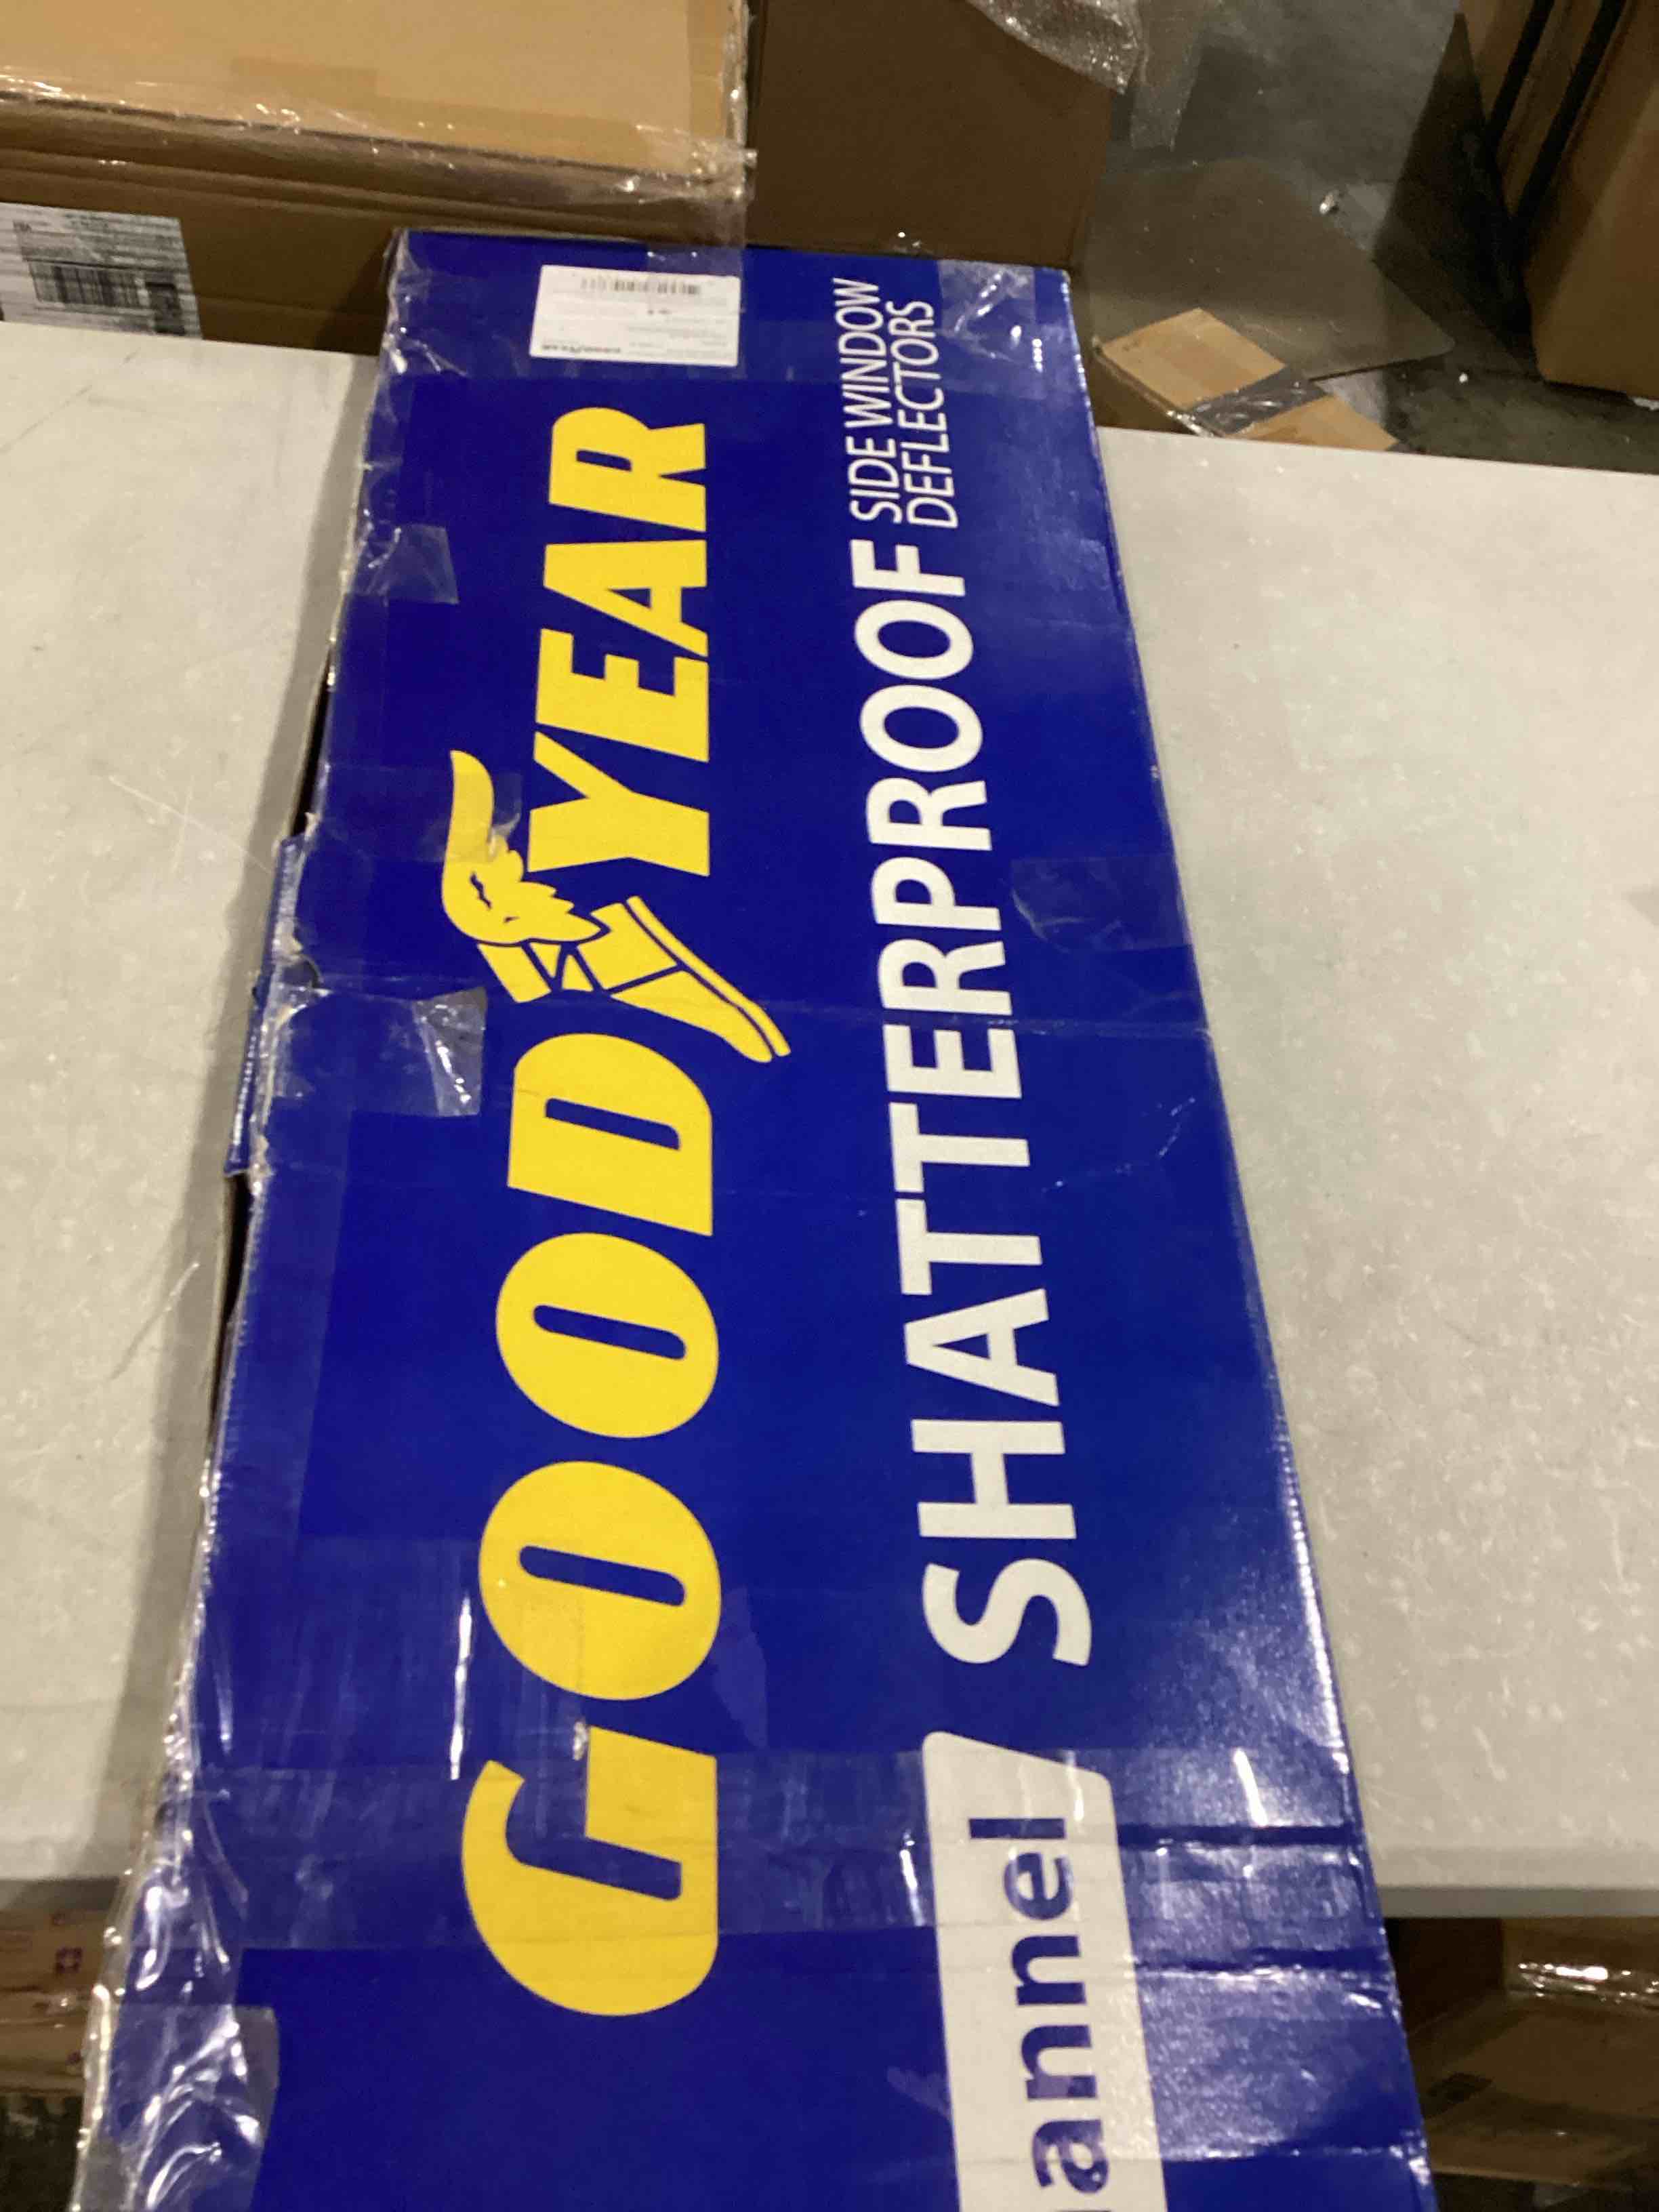 GOODYEAR
annel
SHATTERPROOF
SIDE WINDOW
DEFLECTORS